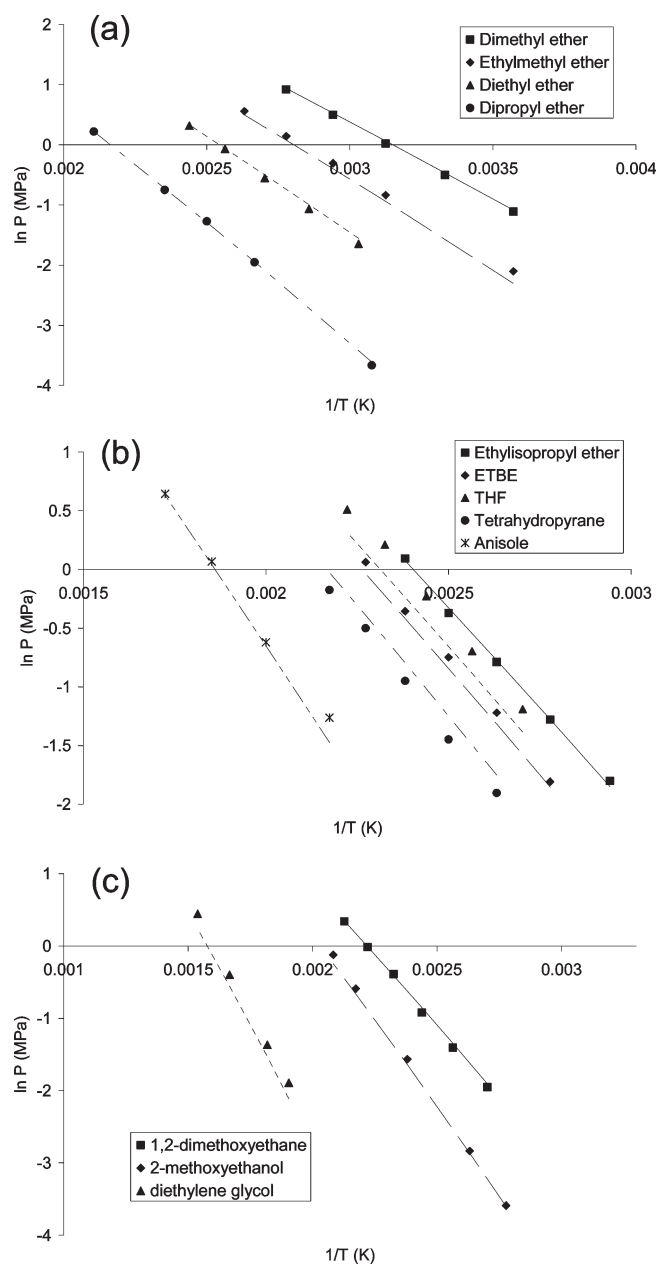 (a)
Dimethyl ether
Ethylmethyl ether
Diethyl ether
Dipropyl ether
2
1
0
-1
-2
-3
-4
0.002 0.0025 0.003 0.0035 0.004
ln P (MPa)
1/T (K)
(b)
Ethylisopropyl ether
ETBE
THF
Tetrahydropyrane
Anisole
1
0.5
0
-0.5
-1
-1.5
-2
0.0015 0.002 0.0025 0.003
ln P (MPa)
1/T (K)
(c)
1
0
-1
-2
-3
-4
0.001 0.0015 0.002 0.0025 0.003
ln P (MPa)
1,2-dimethoxyethane
2-methoxyethanol
diethylene glycol
1/T (K)